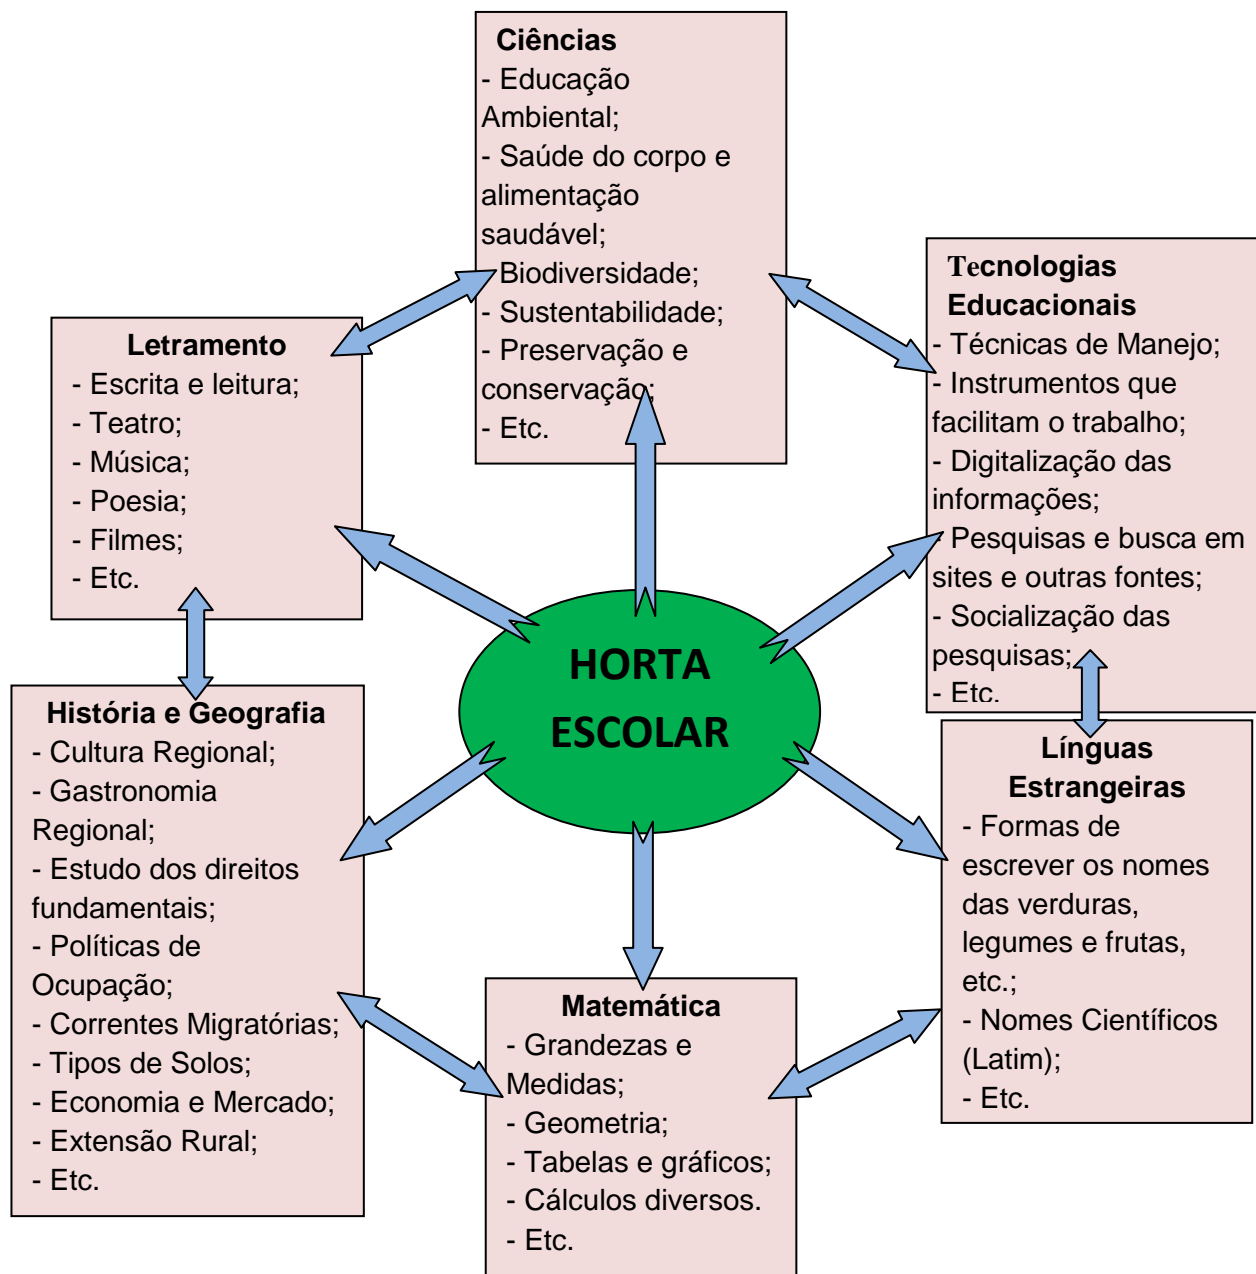 Ciências
- Educação
Ambiental;
- Saúde do corpo e
alimentação
saudável;
- Biodiversidade;
- Sustentabilidade;
- Preservação e
conservação;
- Etc.
Tecnologias
Educacionais
- Técnicas de Manejo;
- Instrumentos que
facilitam o trabalho;
- Digitalização das
informações;
- Pesquisas e busca em
sites e outras fontes;
- Socialização das
pesquisas;
- Etc.
Letramento
- Escrita e leitura;
- Teatro;
- Música;
- Poesia;
- Filmes;
- Etc.
HORTA
ESCOLAR
História e Geografia
- Cultura Regional;
- Gastronomia
Regional;
- Estudo dos direitos
fundamentais;
- Políticas de
Ocupação;
- Correntes Migratórias;
- Tipos de Solos;
- Economia e Mercado;
- Extensão Rural;
- Etc.
Línguas
Estrangeiras
- Formas de
escrever os nomes
das verduras,
legumes e frutas,
etc.;
- Nomes Científicos
(Latim);
- Etc.
Matemática
- Grandezas e
Medidas;
- Geometria;
- Tabelas e gráficos;
- Cálculos diversos.
- Etc.